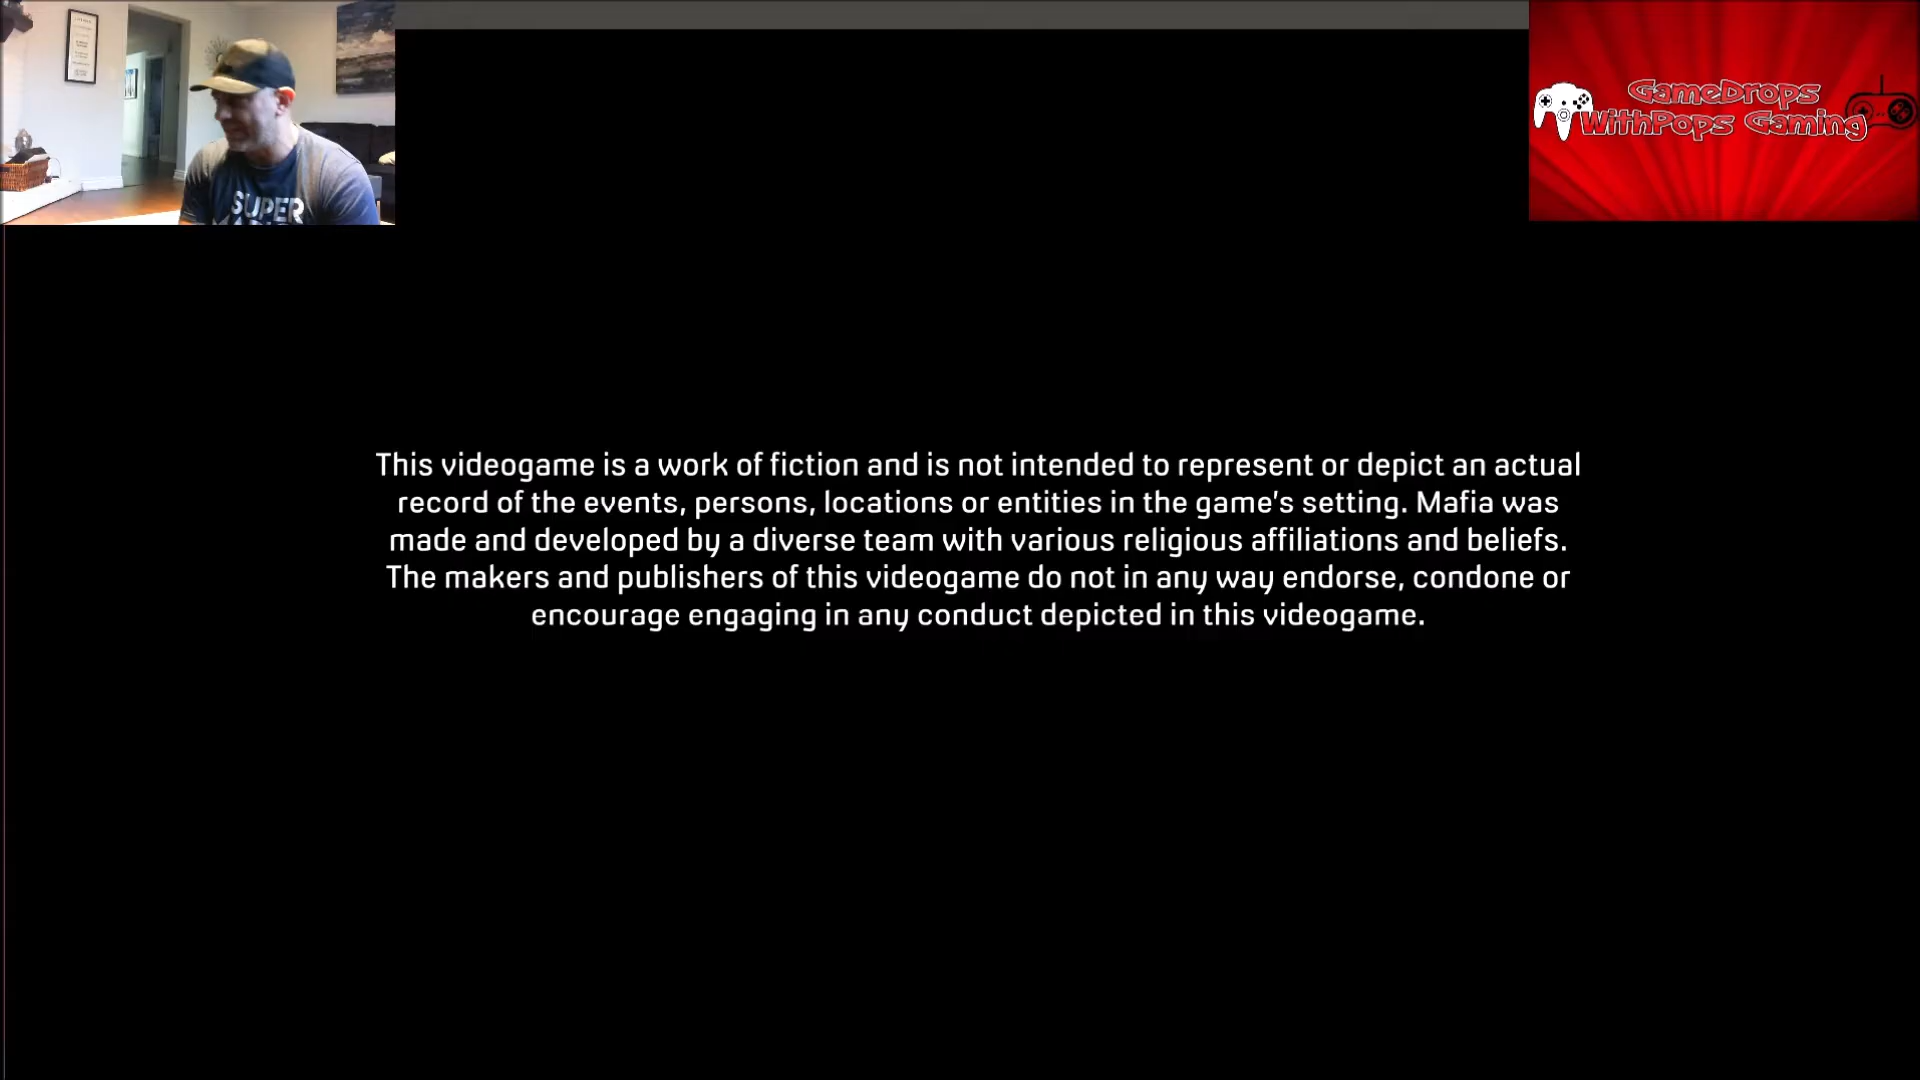 SUPER
GameDrops
WithPops Gaming
This videogame is a work of fiction and is not intended to represent or depict an actual
record of the events, persons, locations or entities in the game's setting. Mafia was
made and developed by a diverse team with various religious affiliations and beliefs.
The makers and publishers of this videogame do not in any way endorse, condone or
encourage engaging in any conduct depicted in this videogame.